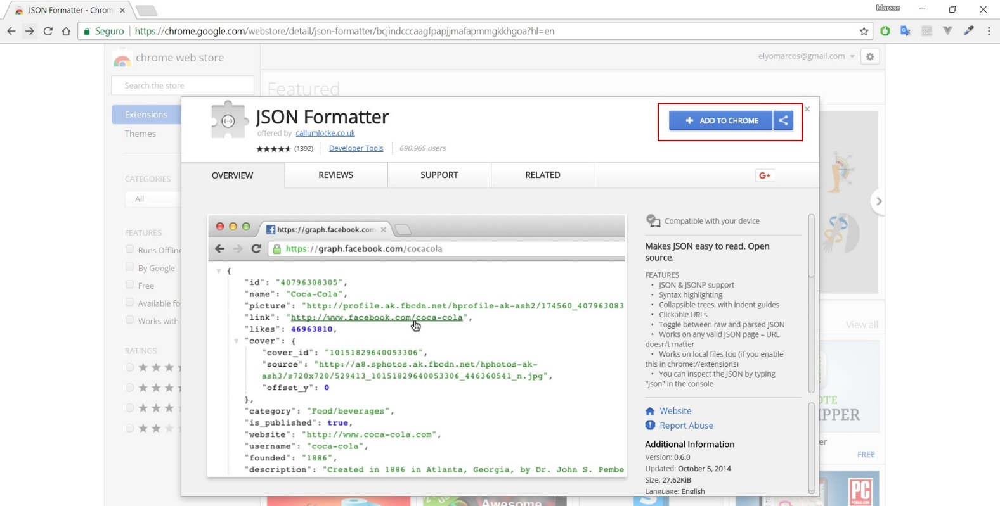 JSON Formatter - Chrom
Marcos
Seguro https://chrome.google.com/webstore/detail/json-formatter/bcjindcccaagfpapjjmafapmmgkkhgoa?hl=en
chrome web store
elyomarcos@gmail.com
Search the store
Featured
Extensions
Themes
CATEGORIES
All
FEATURES
Runs Offline
By Google
Free
Available fo
Works with
RATINGS
JSON Formatter
offered by callumlocke.co.uk
(1392) Developer Tools 690,965 users
+ ADD TO CHROME
OVERVIEW REVIEWS SUPPORT RELATED
G+
https://graph.facebook.com
https://graph.facebook.com/cocacola
{
"id": "40796308305",
"name": "Coca-Cola",
"picture": "http://profile.ak.fbcdn.net/hprofile-ak-ash2/174560_407963083
"link": "http://www.facebook.com/coca-cola",
"likes": 46963810,
"cover": {
"cover_id": "10151829640053306",
"source": "http://a8.sphotos.ak.fbcdn.net/hphotos-ak-
ash3/s720x720/529413_10151829640053306_446360541_n.jpg",
"offset_y": 0
},
"category": "Food/beverages",
"is_published": true,
"website": "http://www.coca-cola.com",
"username": "coca-cola",
"founded": "1886",
"description": "Created in 1886 in Atlanta, Georgia, by Dr. John S. Pembe
Compatible with your device
Makes JSON easy to read. Open
source.
FEATURES
• JSON & JSONP support
• Syntax highlighting
• Collapsible trees, with indent guides
• Clickable URLs
• Toggle between raw and parsed JSON
• Works on any valid JSON page – URL
doesn't matter
• Works on local files too (if you enable
this in chrome://extensions)
• You can inspect the JSON by typing
"json" in the console
Website
Report Abuse
Additional Information
Version: 0.6.0
Updated: October 5, 2014
Size: 27.62KiB
Language: English
View all
OTE
IPPER
er
FREE
Awesome
PC